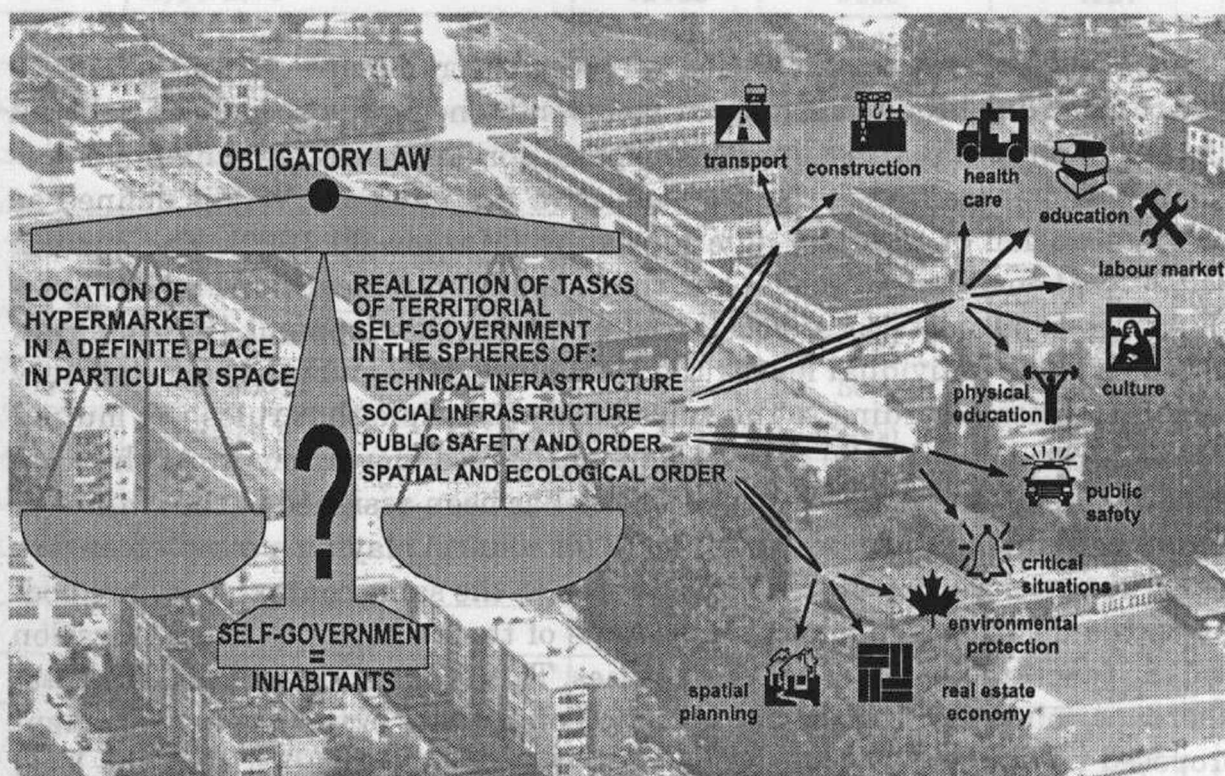 OBLIGATORY LAW
LOCATION OF
HYPERMARKET
IN A DEFINITE PLACE
IN PARTICULAR SPACE
REALIZATION OF TASKS
OF TERRITORIAL
SELF-GOVERNMENT
IN THE SPHERES OF:
TECHNICAL INFRASTRUCTURE
SOCIAL INFRASTRUCTURE
PUBLIC SAFETY AND ORDER
SPATIAL AND ECOLOGICAL ORDER
?
SELF-GOVERNMENT
=
INHABITANTS
transport
construction
health
care
education
labour market
culture
physical
education
public
safety
critical
situations
environmental
protection
real estate
economy
spatial
planning